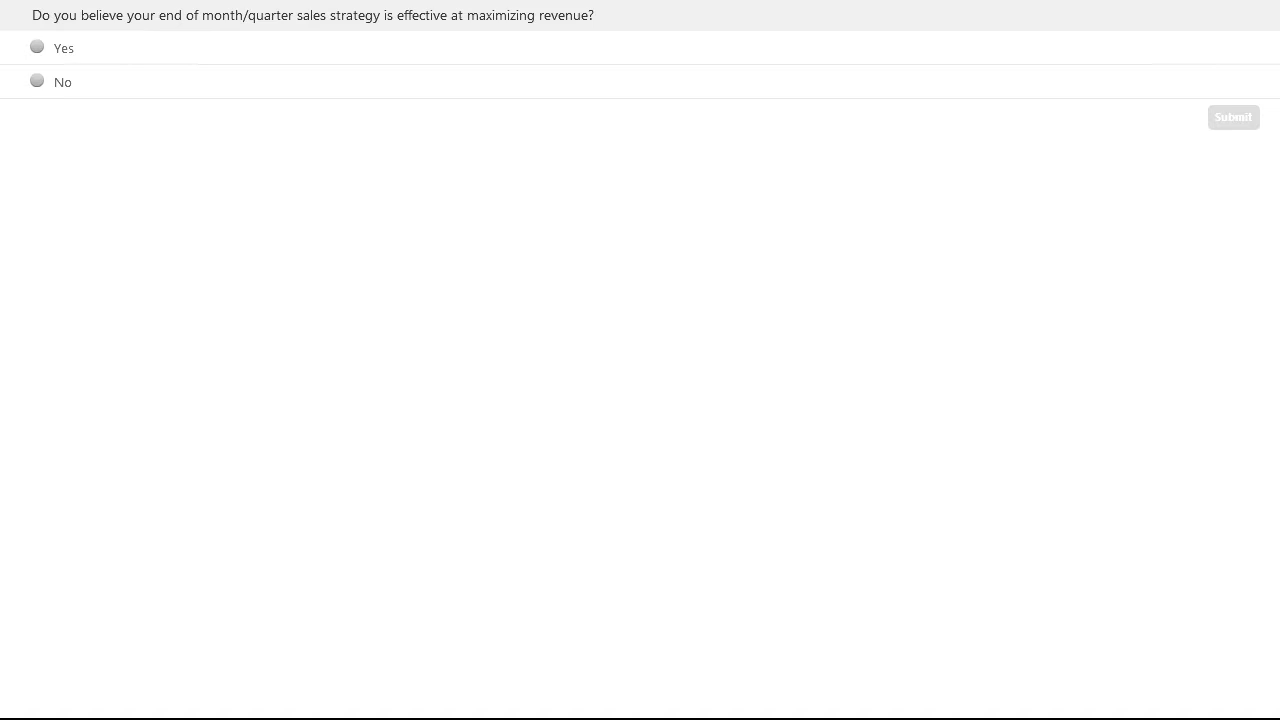 Do you believe your end of month/quarter sales strategy is effective at maximizing revenue?
Yes
No
Submit